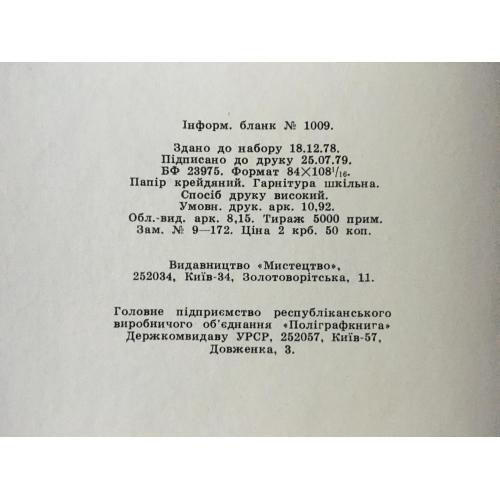 Інформ. бланк № 1009.
Здано до набору 18.12.78.
Підписано до друку 25.07.79.
БФ 23975. Формат 84×108¹/₁₆.
Папір крейдяний. Гарнітура шкільна.
Спосіб друку високий.
Умовн. друк. арк. 10,92.
Обл.-вид. арк. 8,15. Тираж 5000 прим.
Зам. № 9—172. Ціна 2 крб. 50 коп.
Видавництво «Мистецтво»,
252034, Київ-34, Золотоворітська, 11.
Головне підприємство республіканського
виробничого об'єднання «Поліграфкнига»
Держкомвидаву УРСР, 252057, Київ-57,
Довженка, 3.